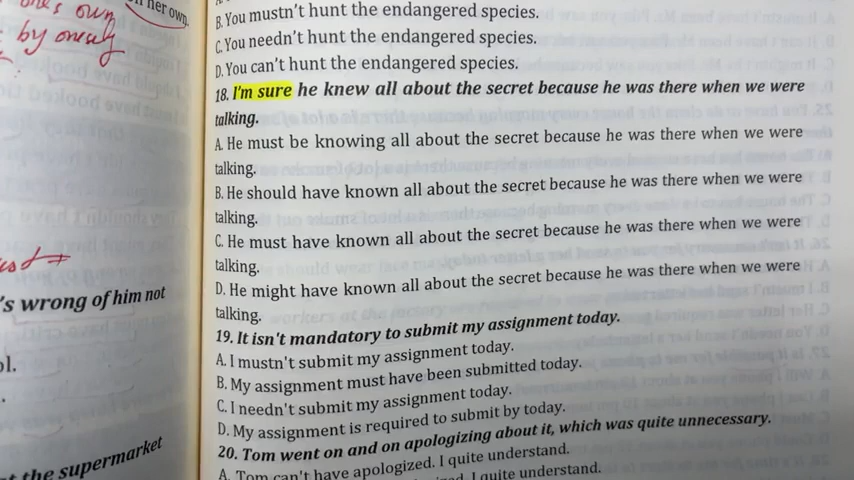 her own.
one's own
by oneself
's wrong of him not
ol.
t the supermarket
B. You mustn't hunt the endangered species.
C. You needn't hunt the endangered species.
D. You can't hunt the endangered species.
18. I'm sure he knew all about the secret because he was there when we were
talking.
A. He must be knowing all about the secret because he was there when we were
talking.
B. He should have known all about the secret because he was there when we were
talking.
C. He must have known all about the secret because he was there when we were
talking.
D. He might have known all about the secret because he was there when we were
talking.
19. It isn't mandatory to submit my assignment today.
A. I mustn't submit my assignment today.
B. My assignment must have been submitted today.
C. I needn't submit my assignment today.
D. My assignment is required to submit by today.
20. Tom went on and on apologizing about it, which was quite unnecessary.
A. Tom can't have apologized. I quite understand.
I quite understand.